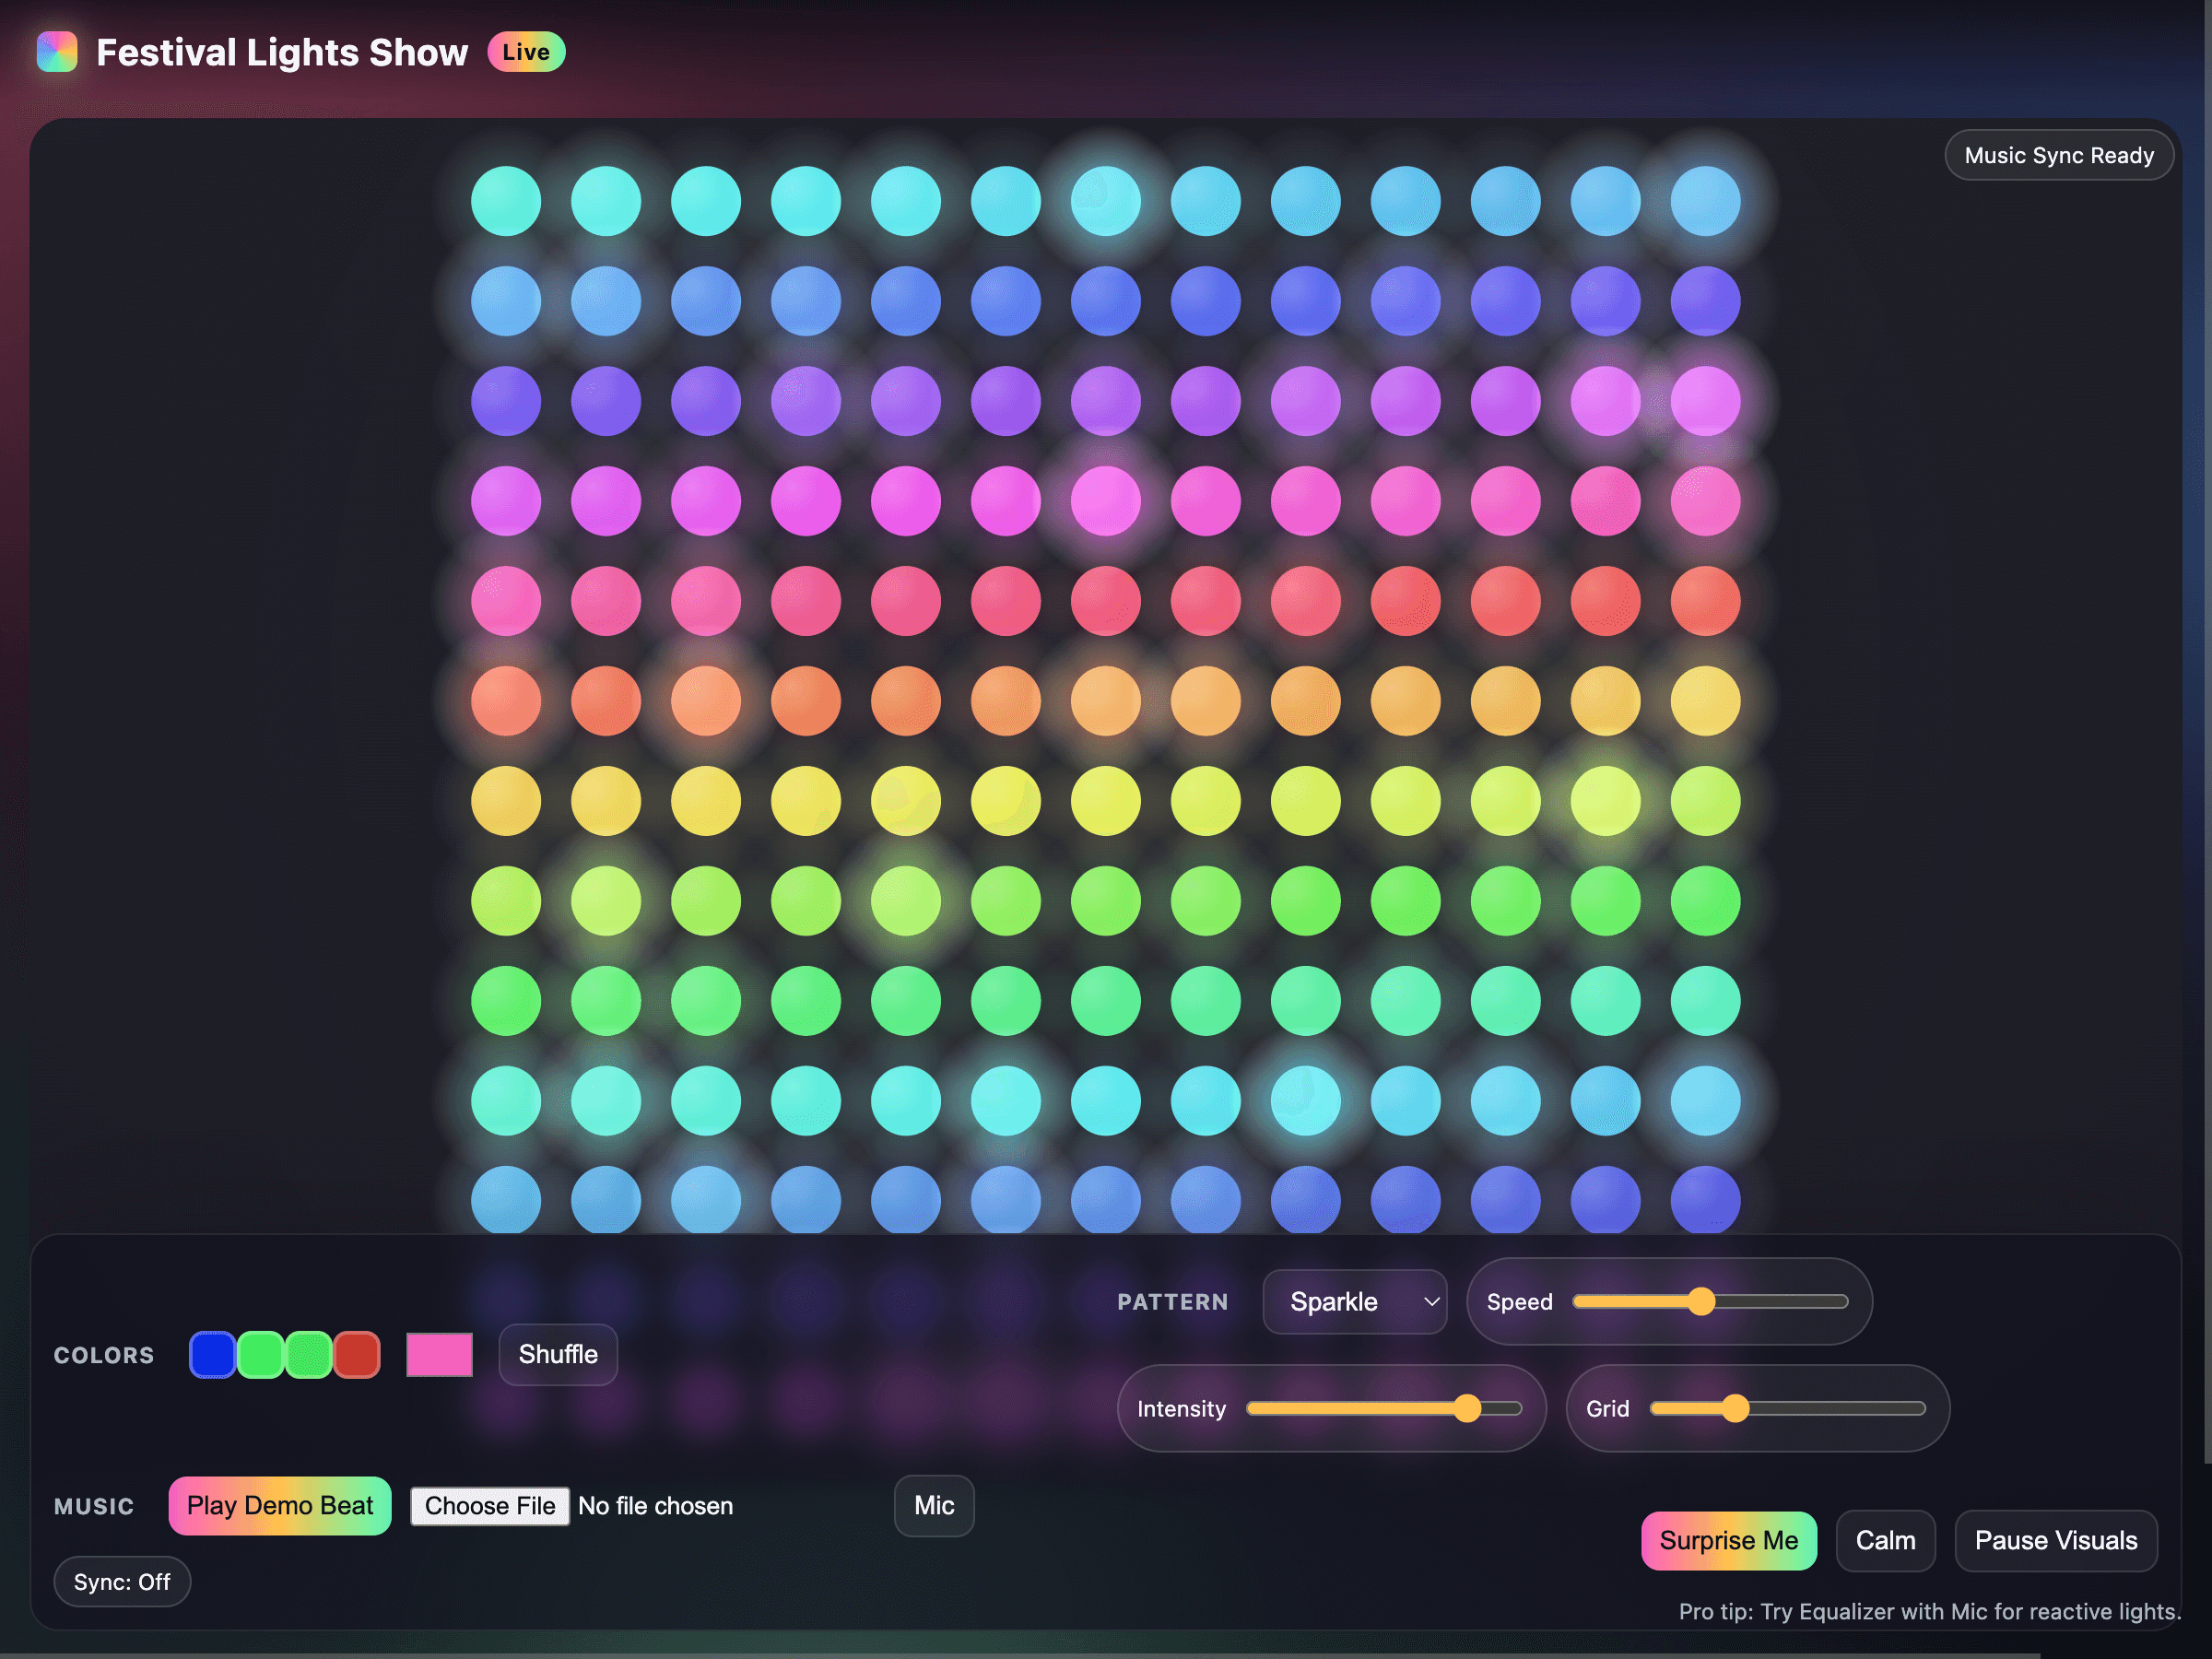 Festival Lights Show Live
Music Sync Ready
COLORS Shuffle
PATTERN Sparkle Speed
Intensity Grid
MUSIC Play Demo Beat Choose File No file chosen Mic
Sync: Off
Surprise Me Calm Pause Visuals
Pro tip: Try Equalizer with Mic for reactive lights.